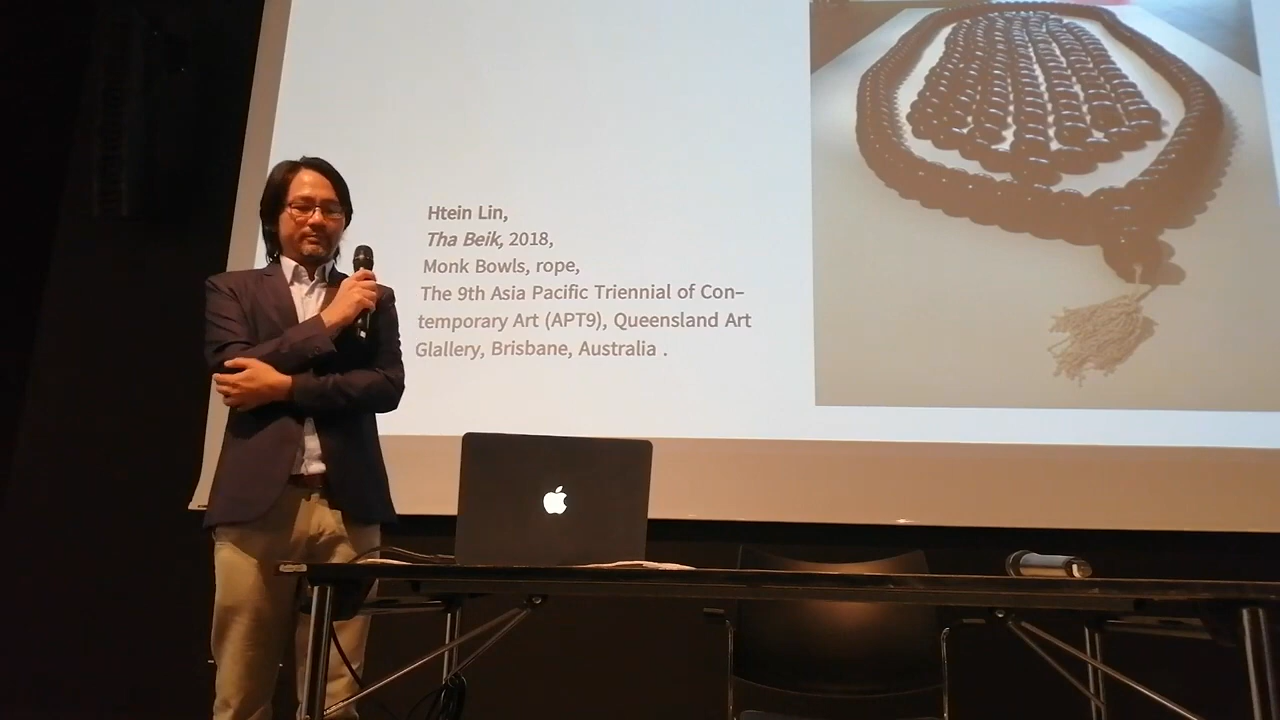 Htein Lin,
Tha Beik, 2018,
Monk Bowls, rope,
The 9th Asia Pacific Triennial of Con-
temporary Art (APT9), Queensland Art
Glallery, Brisbane, Australia .